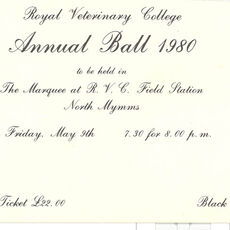 Royal Veterinary College
Annual Ball 1980
to be held in
The Marquee at R. V. C. Field Station
North Mymms
Friday, May 9th 7.30 for 8.00 p.m.
Ticket £22.00 Black